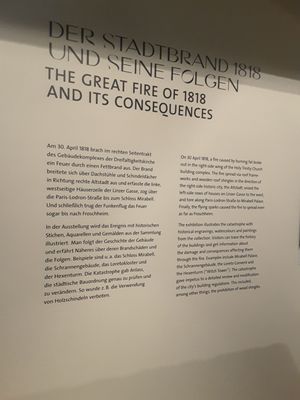 DER STADTBRAND 1818
UND SEINE FOLGEN
THE GREAT FIRE OF 1818
AND ITS CONSEQUENCES
Am 30. April 1818 brach im rechten Seitentrakt
des Gebäudekomplexes der Dreifaltigkeitskirche
ein Feuer durch einen Fettbrand aus. Der Brand
breitete sich über Dachstühle und Schindeldächer
in Richtung rechte Altstadt aus und erfasste die linke,
westseitige Häuserzeile der Linzer Gasse, zog über
die Paris-Lodron-Straße bis zum Schloss Mirabell.
Und schließlich trug der Funkenflug das Feuer
sogar bis nach Froschheim.
In der Ausstellung wird das Ereignis mit historischen
Stichen, Aquarellen und Gemälden aus der Sammlung
illustriert. Man folgt der Geschichte der Gebäude
und erfährt Näheres über deren Brandschäden und
die Folgen. Beispiele sind u. a. das Schloss Mirabell,
die Schrannengebäude, das Loretokloster und
der Hexenturm. Die Katastrophe gab Anlass,
die städtische Bauordnung genau zu prüfen und
zu verändern. So wurde z. B. die Verwendung
von Holzschindeln verboten.
On 30 April 1818, a fire caused by burning fat broke
out in the right-side wing of the Holy Trinity Church
building complex. The fire spread via roof frame-
works and wooden roof shingles in the direction of
the right-side historic city, the Altstadt, seized the
left-side rows of houses on Linzer Gasse to the west,
and tore along Paris-Lodron-Straße to Mirabell Palace.
Finally, the flying sparks caused the fire to spread even
as far as Froschheim.
The exhibition illustrates the catastrophe with
historical engravings, watercolours and paintings
from the collection. Visitors can trace the history
of the buildings and get information about
the damage and consequences affecting them
through the fire. Examples include Mirabell Palace,
the Schrannengebäude, the Loreto Convent and
the Hexenturm ("Witch Tower"). The catastrophe
gave impetus to a detailed review and modification
of the city's building regulations. This included,
among other things, the prohibition of wood shingles.